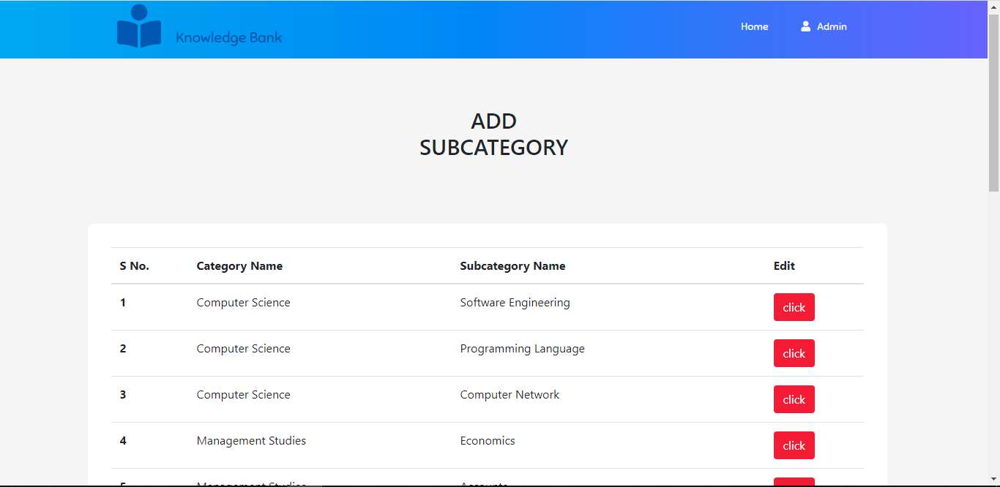 Knowledge Bank
Home Admin
ADD
SUBCATEGORY
S No. Category Name Subcategory Name Edit
1 Computer Science Software Engineering click
2 Computer Science Programming Language click
3 Computer Science Computer Network click
4 Management Studies Economics click
5 Management Studies Accounts